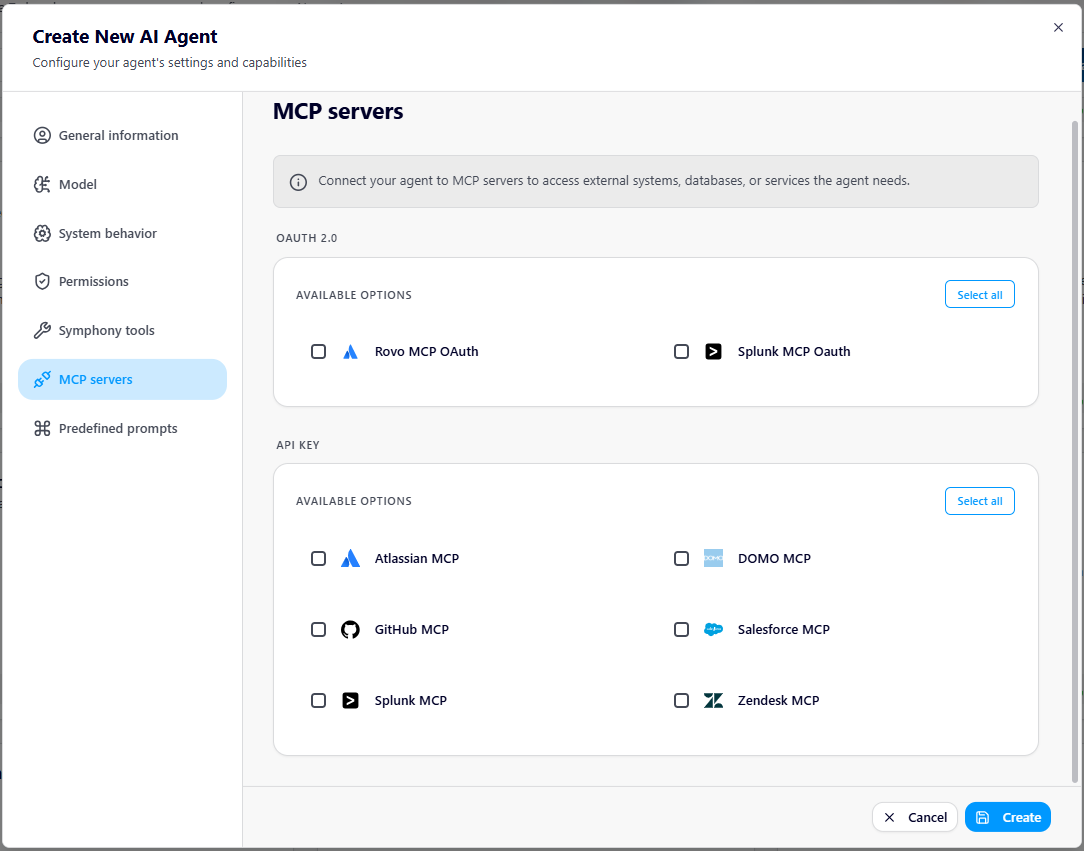 Create New AI Agent
Configure your agent's settings and capabilities
General information
Model
System behavior
Permissions
Symphony tools
MCP servers
Predefined prompts
MCP servers
Connect your agent to MCP servers to access external systems, databases, or services the agent needs.
OAUTH 2.0
AVAILABLE OPTIONS
Select all
Rovo MCP OAuth
Splunk MCP Oauth
API KEY
AVAILABLE OPTIONS
Select all
Atlassian MCP
DOMO
DOMO MCP
GitHub MCP
Salesforce MCP
Splunk MCP
Zendesk MCP
Cancel
Create